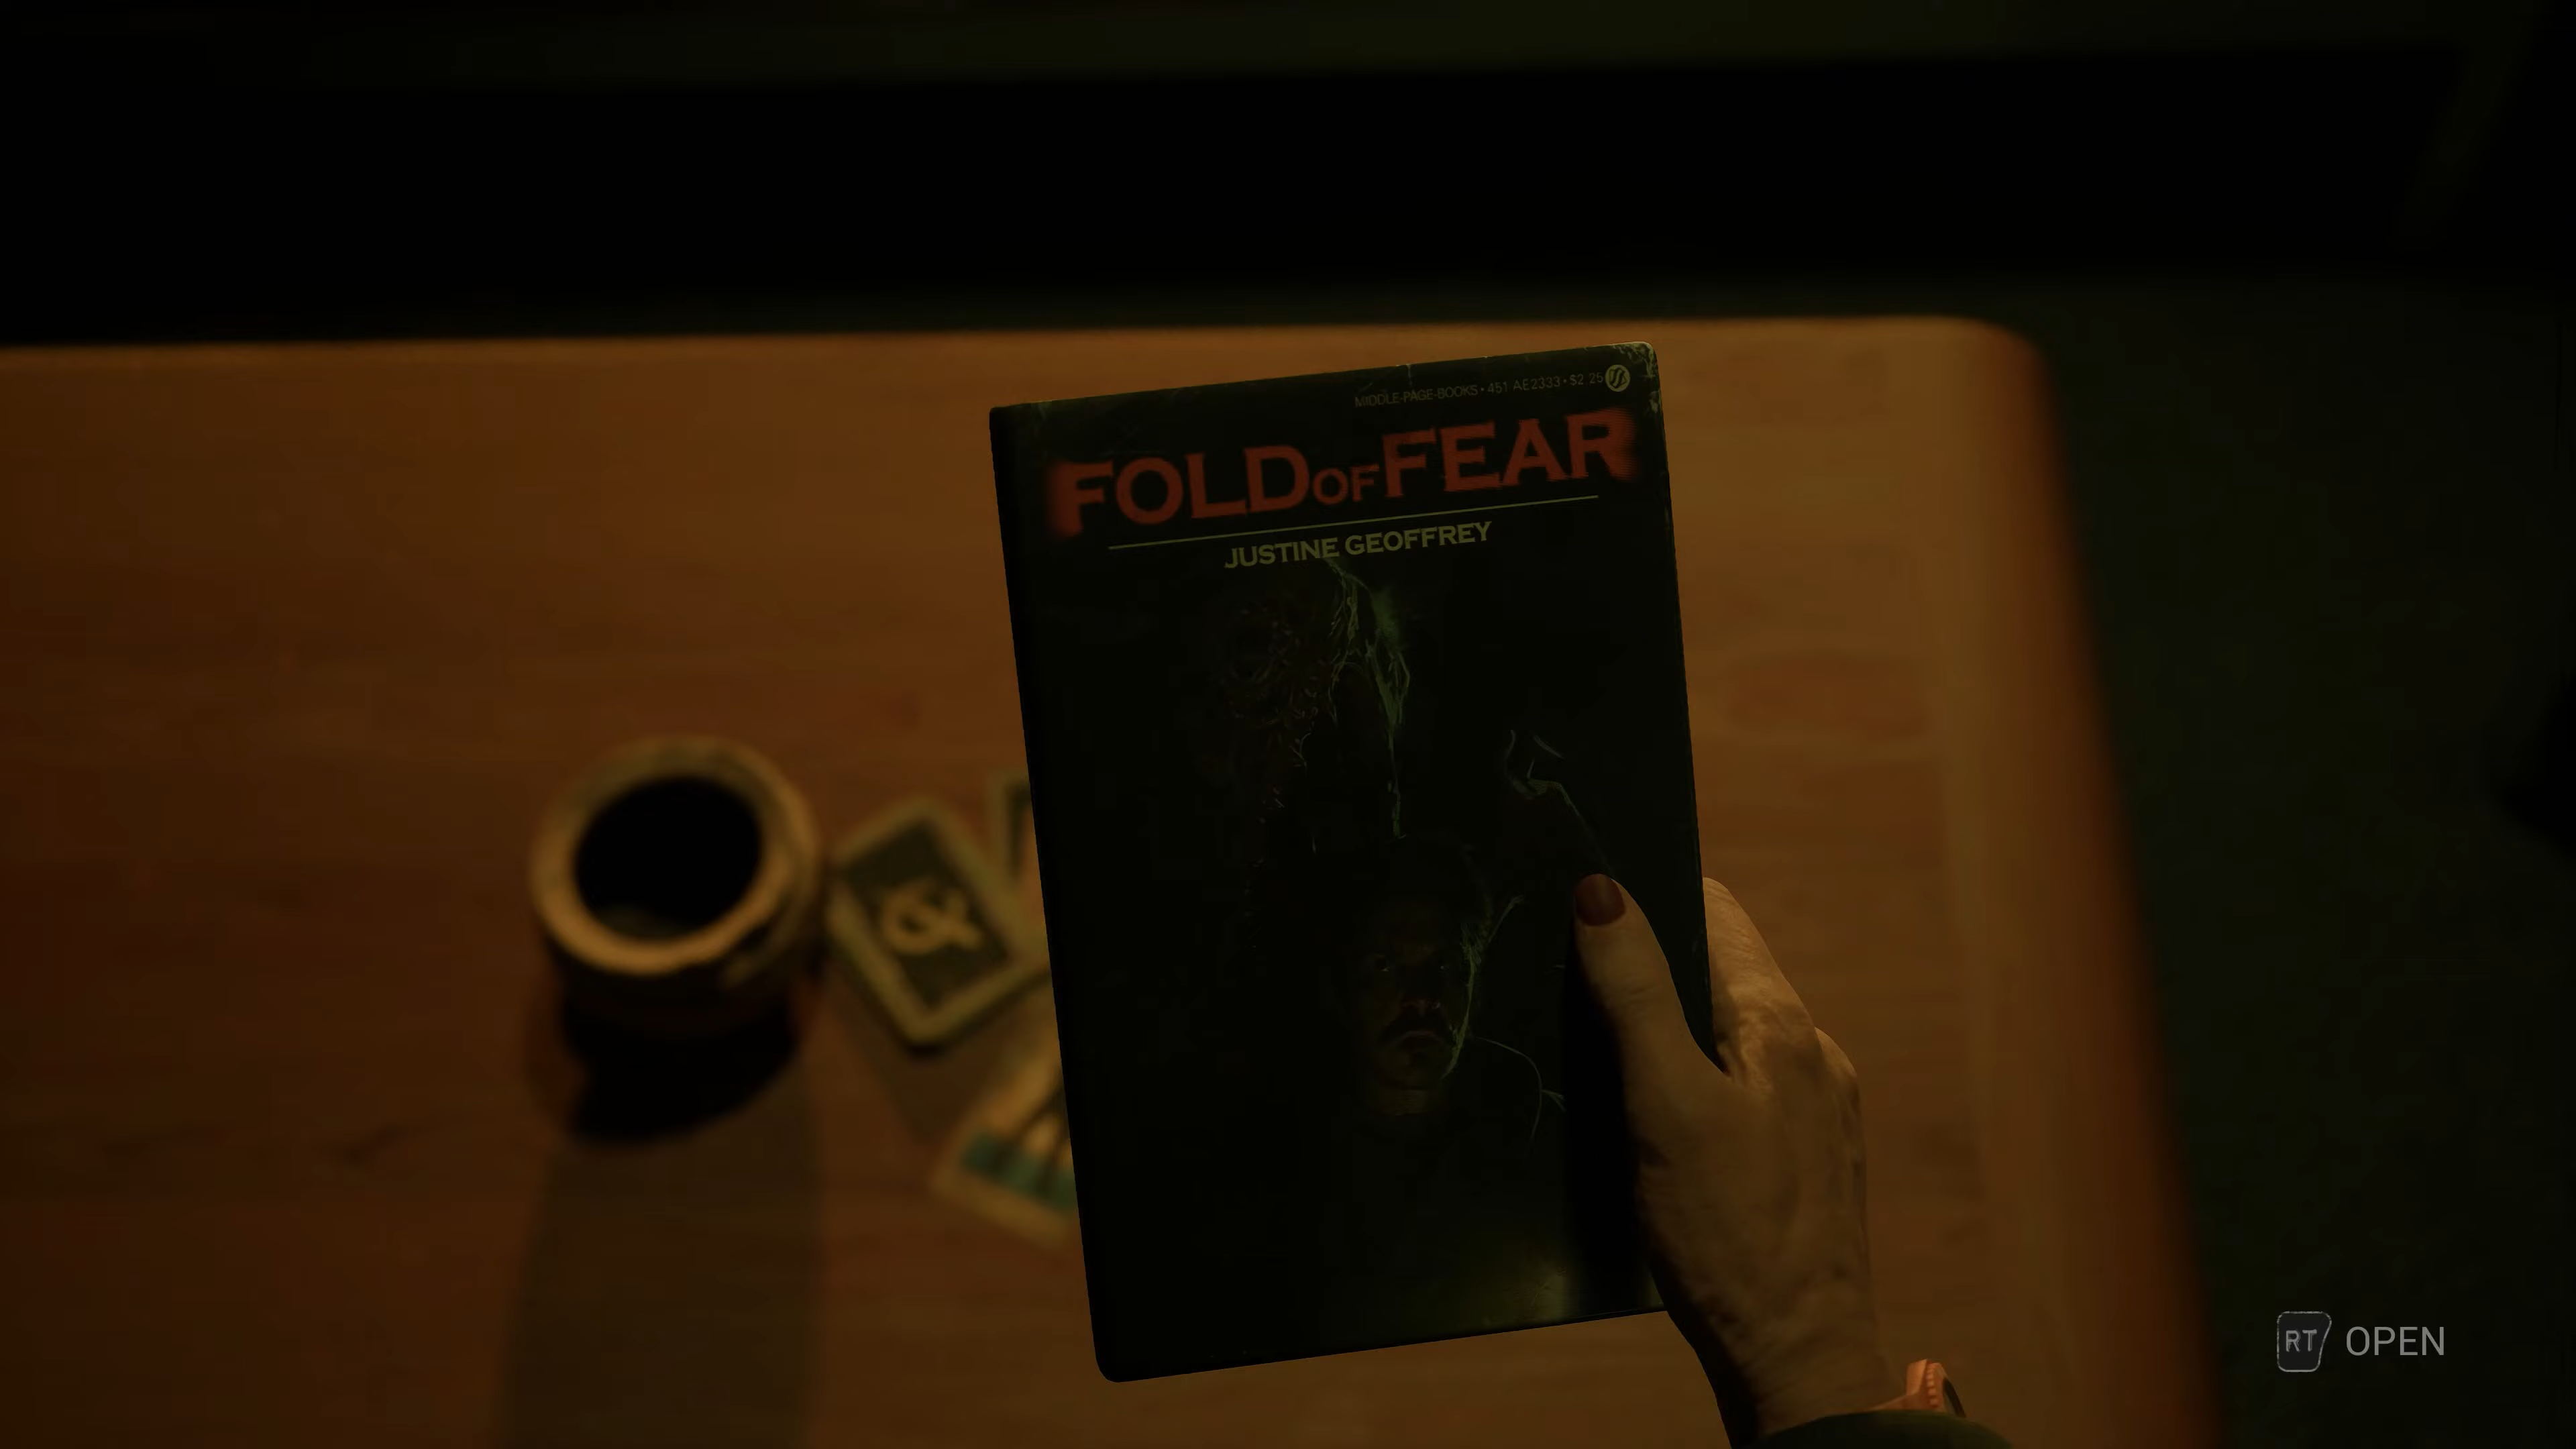 MIDDLE-PAGE-BOOKS • 451 AE2333 • $2.25
FOLD OF FEAR
JUSTINE GEOFFREY
&
RT OPEN